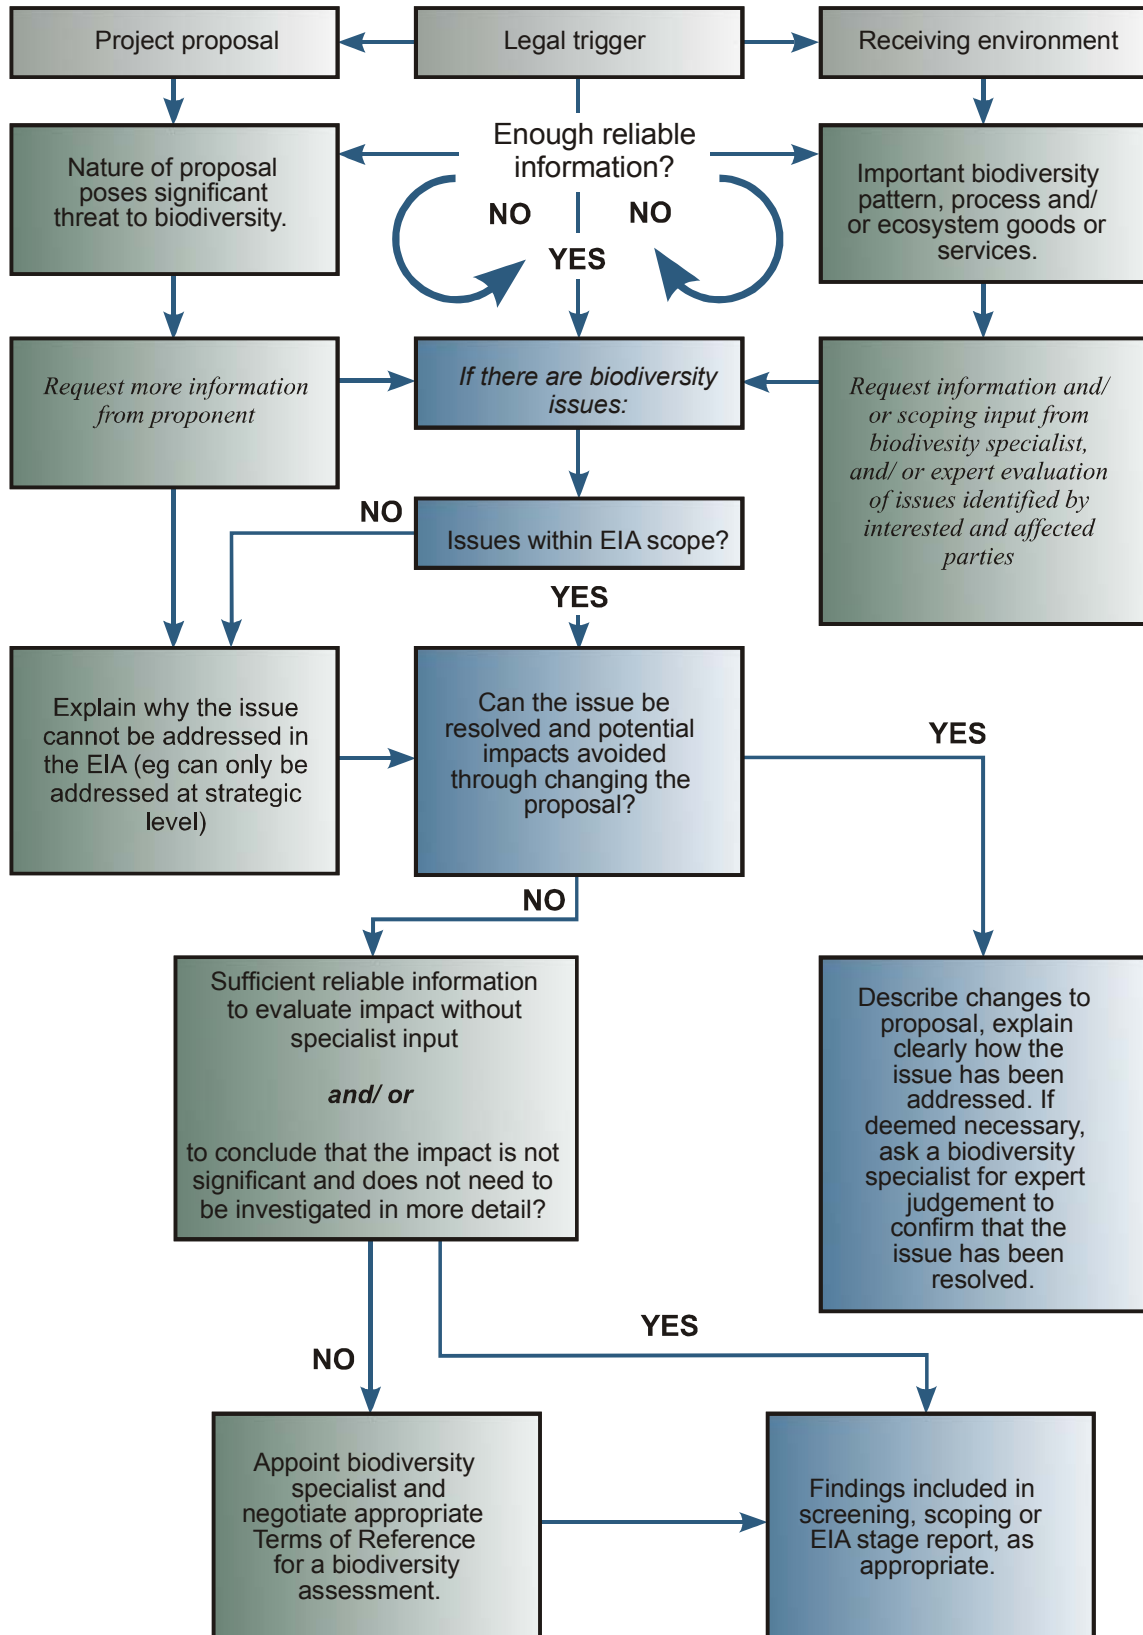 Project proposal
Legal trigger
Receiving environment
Enough reliable
information?
NO
NO
YES
Nature of proposal
poses significant
threat to biodiversity.
Important biodiversity
pattern, process and/
or ecosystem goods or
services.
Request more information
from proponent
If there are biodiversity
issues:
Request information and/
or scoping input from
biodivesity specialist,
and/ or expert evaluation
of issues identified by
interested and affected
parties
NO
Issues within EIA scope?
YES
Explain why the issue
cannot be addressed in
the EIA (eg can only be
addressed at strategic
level)
Can the issue be
resolved and potential
impacts avoided
through changing the
proposal?
YES
NO
Sufficient reliable information
to evaluate impact without
specialist input
and/ or
to conclude that the impact is not
significant and does not need to
be investigated in more detail?
Describe changes to
proposal, explain
clearly how the
issue has been
addressed. If
deemed necessary,
ask a biodiversity
specialist for expert
judgement to
confirm that the
issue has been
resolved.
YES
NO
Appoint biodiversity
specialist and
negotiate appropriate
Terms of Reference
for a biodiversity
assessment.
Findings included in
screening, scoping or
EIA stage report, as
appropriate.